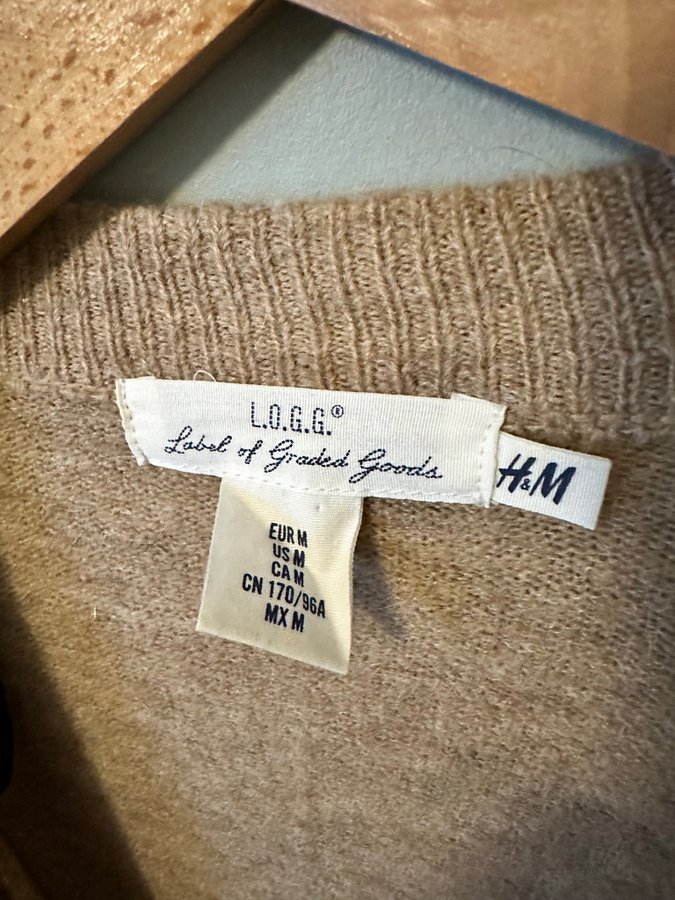 L.O.G.G.®
Label of Graded Goods
H&M
EUR M
US M
CA M
CN 170/96A
MX M